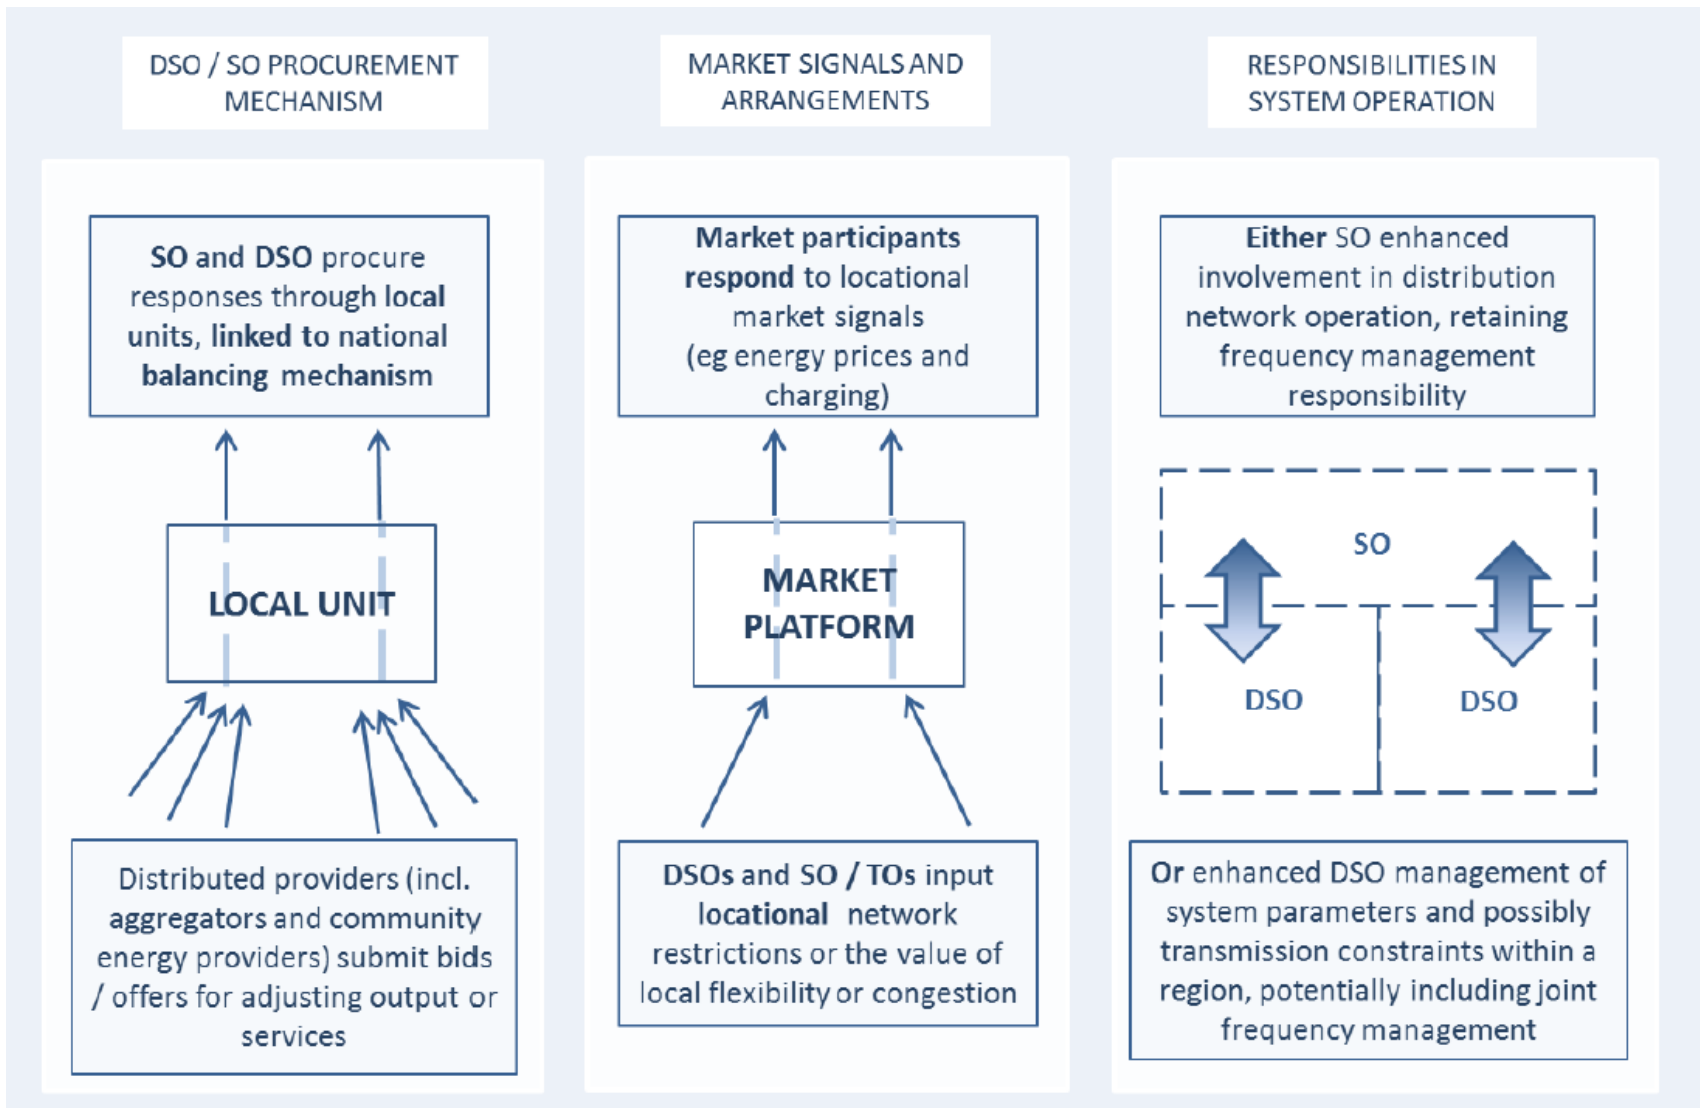 DSO / SO PROCUREMENT
MECHANISM
SO and DSO procure
responses through local
units, linked to national
balancing mechanism
LOCAL UNIT
Distributed providers (incl.
aggregators and community
energy providers) submit bids
/ offers for adjusting output or
services
MARKET SIGNALS AND
ARRANGEMENTS
Market participants
respond to locational
market signals
(eg energy prices and
charging)
MARKET
PLATFORM
DSOs and SO / TOs input
locational network
restrictions or the value of
local flexibility or congestion
RESPONSIBILITIES IN
SYSTEM OPERATION
Either SO enhanced
involvement in distribution
network operation, retaining
frequency management
responsibility
SO
DSO
DSO
Or enhanced DSO management of
system parameters and possibly
transmission constraints within a
region, potentially including joint
frequency management